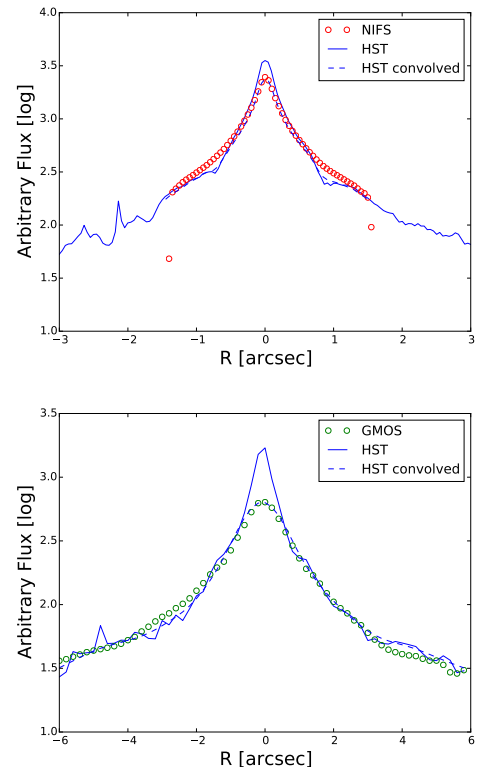 4.0
3.5
3.0
2.5
2.0
1.5
1.0
Arbitrary Flux [log]
NIFS
HST
HST convolved
−3 −2 −1 0 1 2 3
R [arcsec]
3.5
3.0
2.5
2.0
1.5
1.0
Arbitrary Flux [log]
GMOS
HST
HST convolved
−6 −4 −2 0 2 4 6
R [arcsec]